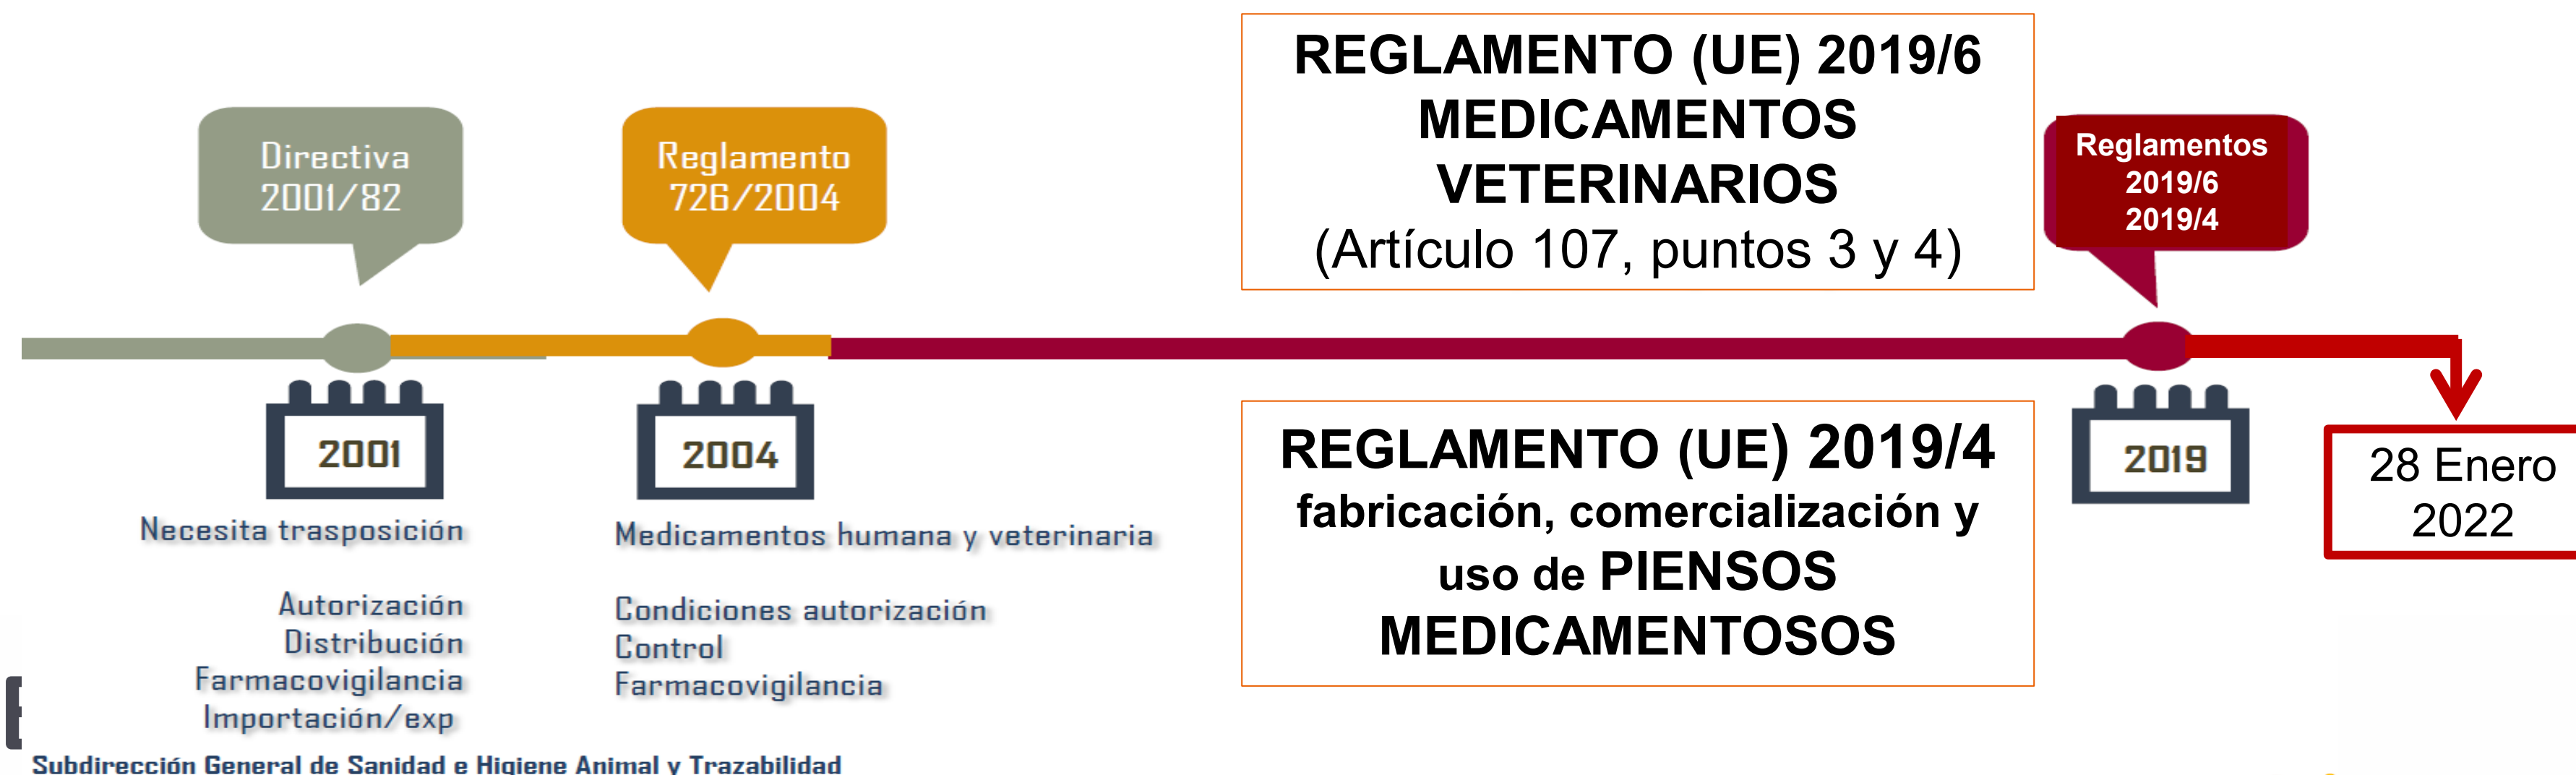 Directiva
2001/82
Reglamento
726/2004
REGLAMENTO (UE) 2019/6
MEDICAMENTOS
VETERINARIOS
(Artículo 107, puntos 3 y 4)
Reglamentos
2019/6
2019/4
2001
2004
2019
28 Enero
2022
Necesita trasposición
Autorización
Distribución
Farmacovigilancia
Importación/exp
Medicamentos humana y veterinaria
Condiciones autorización
Control
Farmacovigilancia
REGLAMENTO (UE) 2019/4
fabricación, comercialización y
uso de PIENSOS
MEDICAMENTOSOS
Subdirección General de Sanidad e Higiene Animal y Trazabilidad